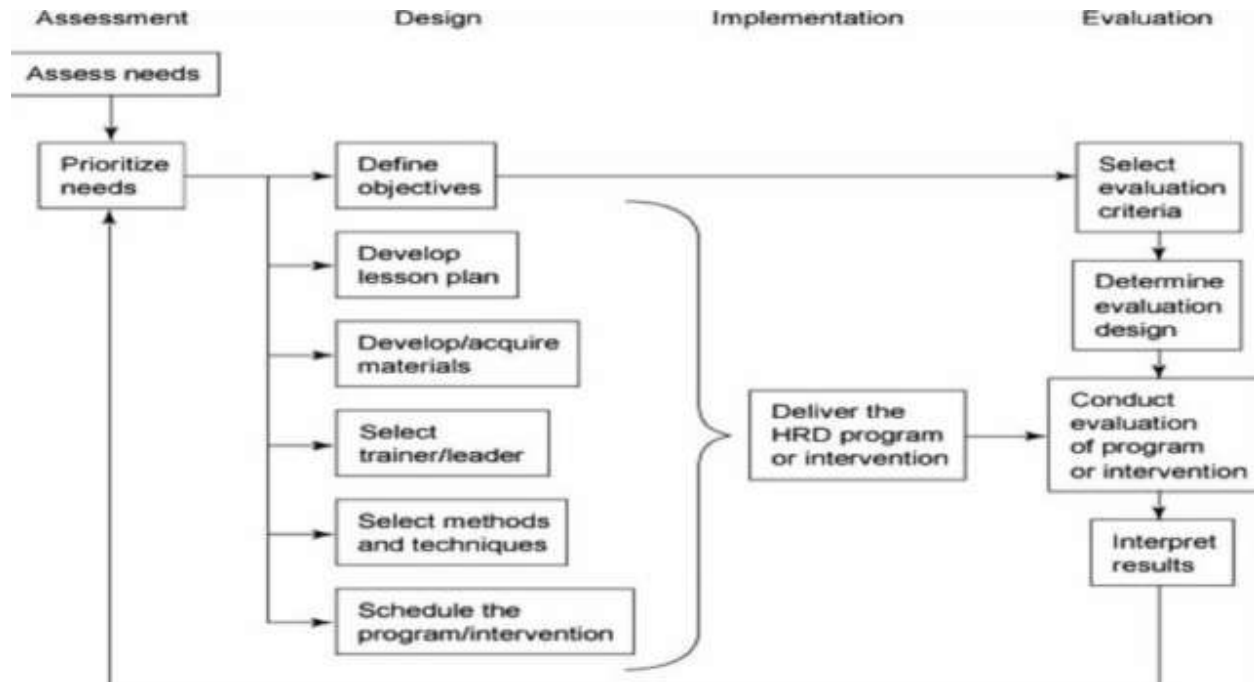 Assessment
Design
Implementation
Evaluation
Assess needs
Prioritize
needs
Define
objectives
Select
evaluation
criteria
Develop
lesson plan
Determine
evaluation
design
Develop/acquire
materials
Deliver the
HRD program
or intervention
Conduct
evaluation
of program
or intervention
Select
trainer/leader
Select methods
and techniques
Interpret
results
Schedule the
program/intervention